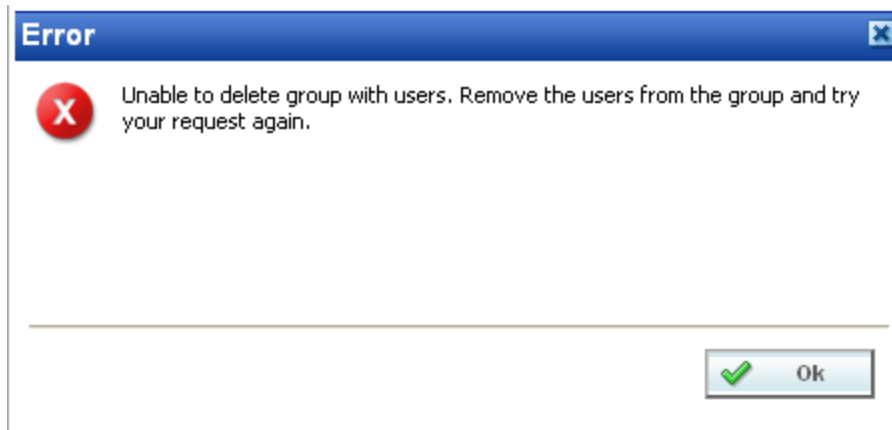 Error
Unable to delete group with users. Remove the users from the group and try
your request again.
Ok